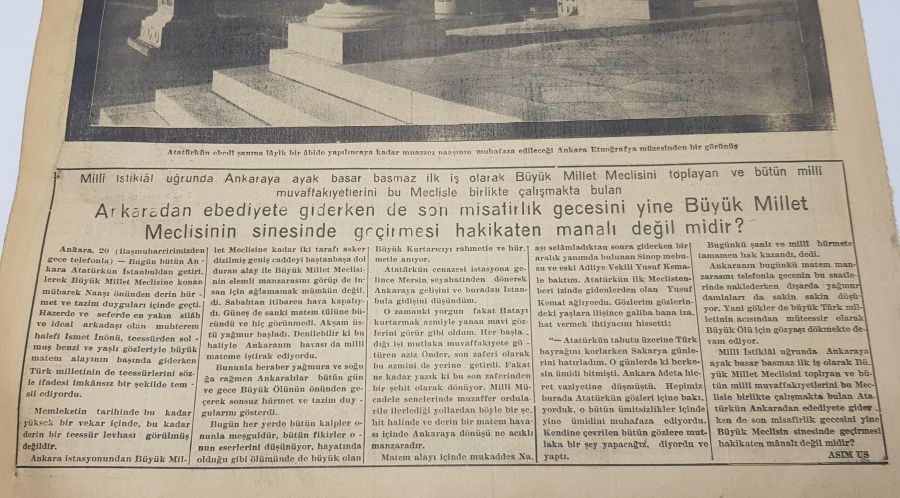 Atatürkün ebedi şanına lâyık bir âbide yapılıncaya kadar muazzez naaşının muhafaza edileceği Ankara Etnoğrafya müzesinden bir görünüş
Millî İstiklâl uğrunda Ankaraya ayak basar basmaz ilk iş olarak Büyük Millet Meclisini toplayan ve bütün millî
muvaffakıyetlerini bu Meclisle birlikte çalışmakta bulan
Ankaradan ebediyete giderken de son misafirlik gecesini yine Büyük Millet
Meclisinin sinesinde geçirmesi hakikaten manalı değil midir?
Ankara, 20 (Başmuharririmizden
gece telefonla) — Bugün bütün An-
kara Atatürkün İstanbuldan getiri-
lerek Büyük Millet Meclisine konan
mübarek Naaşı önünden derin hür-
met ve tazim duyguları içinde geçti.
Hazerde ve seferde en yakın silâh
ve ideal arkadaşı olan muhterem
halefi İsmet İnönü, teessürden sol-
muş benzi ve yaşlı gözleriyle büyük
matem alayının başında giderken
Türk milletinin de teessürlerini söz-
le ifadesi imkânsız bir şekilde tem-
sil ediyordu.
Memleketin tarihinde bu kadar
yüksek bir vekar içinde, bu kadar
derin bir teessür levhası görülmüş
değildir.
Ankara istasyonundan Büyük Mil-
let Meclisine kadar iki tarafı asker
dizilmiş geniş caddeyi baştanbaşa dol
duran alay ile Büyük Millet Meclisi-
nin elemli manzarasını görüp de in-
san için ağlamamak mümkün değil-
di. Sabahtan itibaren hava kapalıy-
dı. Güneş de sanki matem tülüne bü-
ründü ve hiç görünmedi. Akşam üs-
tü yağmur başladı. Denilebilir ki bu
haliyle Ankaranın havası da millî
mateme iştirak ediyordu.
Bununla beraber yağmura ve soğu
ğa rağmen Ankaralılar bütün gün
ve gece Büyük Ölünün önünden ge-
çerek sonsuz hürmet ve tazim duy-
gularını gösterdi.
Bugün her yerde bütün kalpler o-
nunla meşguldür, bütün fikirler o-
nun eserlerini düşünüyor, hayatında
olduğu gibi ölümünde de büyük olan
Büyük Kurtarıcıyı rahmetle ve hür-
metle anıyor.
Atatürkün cenazesi istasyona ge-
lince Mersin seyahatinden dönerek
Ankaraya gelişini ve buradan İstan-
bula gidişini düşündüm.
O zamanki yorgun fakat Hatayı
kurtarmak azmiyle yanan mavi göz-
lerini görür gibi oldum. Her başla-
dığı işi mutlaka muvaffakıyete gö-
türen aziz Önder, son zaferi olarak
bu azmini de yerine getirdi. Fakat
ne kadar yazık ki bu son zaferinden
bir şehit olarak dönüyor. Millî Mü-
cadele senelerinde muzaffer ordula-
rile ilerlediği yollardan böyle bir şe-
hit halinde ve derin bir matem hava-
sı içinde Ankaraya dönüşü ne acıklı
manzaradır.
Matem alayı içinde mukaddes Na-
aşı selâmladıktan sonra giderken bir
aralık yanımda bulunan Sinop mebu-
su ve eski Adliye Vekili Yusuf Kema-
le baktım. Atatürkün ilk Meclisten-
beri izinde gidenlerden olan Yusuf
Kemal ağlıyordu. Gözlerim gözlerin-
deki yaşlara ilişince galiba bana iza-
hat vermek ihtiyacını hissetti:
"— Atatürkün tabutu üzerine Türk
bayrağını korlarken Sakarya günle-
rini hatırladım. O günlerde ki herke-
sin ümidi bitmişti. Ankara âdeta hic-
ret vaziyetine düşmüştü. Hepimiz
burada Atatürkün gözleri içine bakı-
yorduk, o bütün ümitsizlikler içinde
yine ümidini muhafaza ediyordu.
Kendine çevrilen bütün gözlere mut-
laka bir şey yapacağız, diyordu ve
yaptı.
Bugünkü şanlı ve millî hürmete
tamamen hak kazandı, dedi.
Ankaranın bugünkü matem man-
zarasını telefonla gecenin bu saatle-
rinde naklederken dışarda yağmur
damlaları da sakin sakin düşü-
yor. Yani gökler de büyük Türk mil-
letinin acısından müteessir olarak
Büyük Ölü için gözyaşı dökmekte de-
vam ediyor.
Millî İstiklâl uğrunda Ankaraya
ayak basar basmaz ilk iş olarak Bü-
yük Millet Meclisini toplıyan ve bü-
tün millî muvaffakıyetlerini bu Mec-
lisle birlikte çalışmakta bulan Ata-
türkün Ankaradan ebediyete gider-
ken de son misafirlik gecesini yine
Büyük Meclisin sinesinde geçirmesi
hakikaten mânalı değil midir?
ASIM US